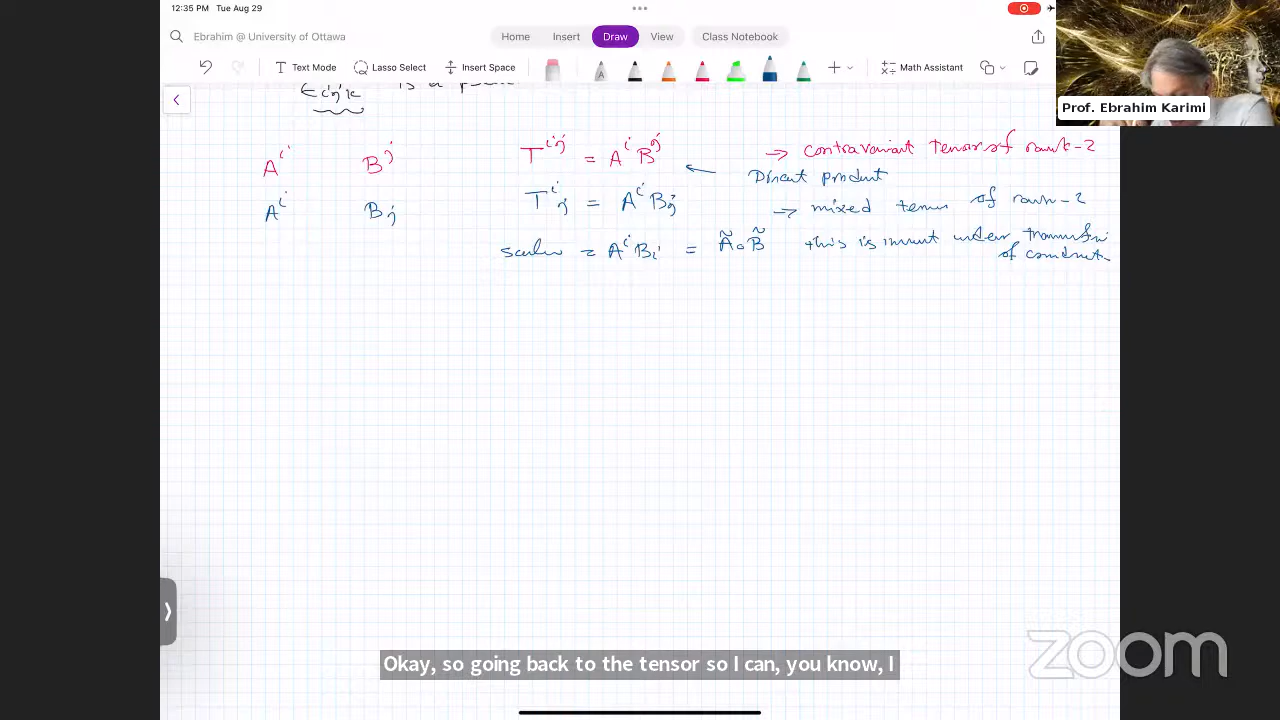 12:35 PM Tue Aug 29
Ebrahim @ University of Ottawa
Home Insert Draw View Class Notebook
Text Mode Lasso Select Insert Space Math Assistant
Prof. Ebrahim Karimi
ϵijk is a
A^i B^j T^{ij} = A^i B^j → contravariant tensor of rank-2
← Direct product
A^i B_j T^i_j = A^i B_j → mixed tensor of rank-2
scalar = A^i B_i = Ã∘B̃ this is under
of
Okay, so going back to the tensor so I can, you know, I
zoom